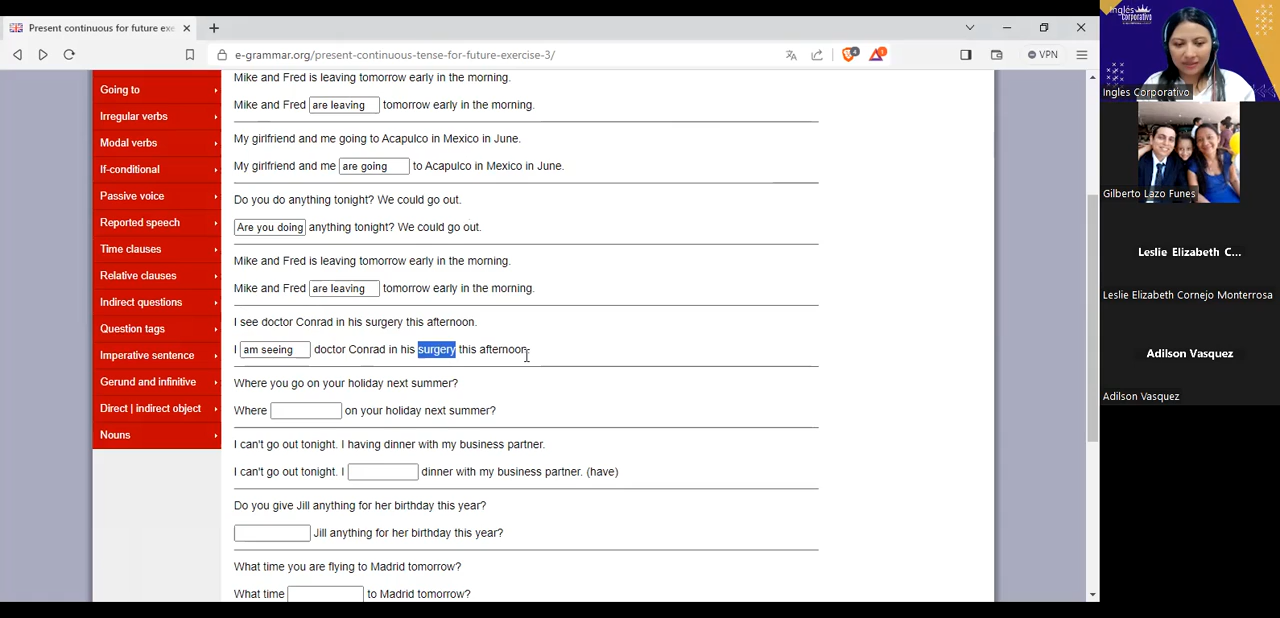 Present continuous for future exe
e-grammar.org/present-continuous-tense-for-future-exercise-3/
4
1
VPN
Going to
Irregular verbs
Modal verbs
If-conditional
Passive voice
Reported speech
Time clauses
Relative clauses
Indirect questions
Question tags
Imperative sentence
Gerund and infinitive
Direct | indirect object
Nouns
Mike and Fred is leaving tomorrow early in the morning.
Mike and Fred are leaving tomorrow early in the morning.
My girlfriend and me going to Acapulco in Mexico in June.
My girlfriend and me are going to Acapulco in Mexico in June.
Do you do anything tonight? We could go out.
Are you doing anything tonight? We could go out.
Mike and Fred is leaving tomorrow early in the morning.
Mike and Fred are leaving tomorrow early in the morning.
I see doctor Conrad in his surgery this afternoon.
I am seeing doctor Conrad in his surgery this afternoon.
Where you go on your holiday next summer?
Where on your holiday next summer?
I can't go out tonight. I having dinner with my business partner.
I can't go out tonight. I dinner with my business partner. (have)
Do you give Jill anything for her birthday this year?
Jill anything for her birthday this year?
What time you are flying to Madrid tomorrow?
What time to Madrid tomorrow?
Inglés
Corporativo
Ingles Corporativo
Gilberto Lazo Funes
Leslie Elizabeth C...
Leslie Elizabeth Cornejo Monterrosa
Adilson Vasquez
Adilson Vasquez